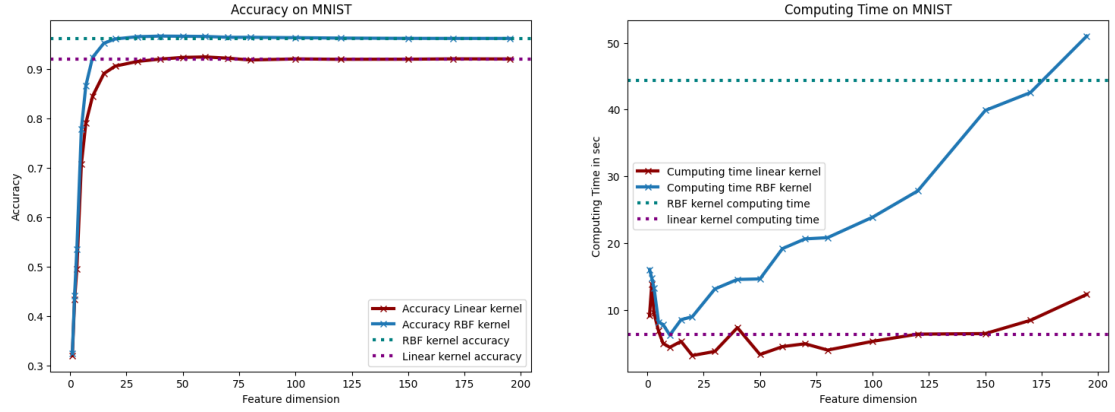 Accuracy on MNIST
0.9
0.8
0.7
0.6
0.5
0.4
0.3
Accuracy
Accuracy Linear kernel
Accuracy RBF kernel
RBF kernel accuracy
Linear kernel accuracy
0 25 50 75 100 125 150 175 200
Feature dimension
Computing Time on MNIST
50
40
30
20
10
Computing Time in sec
Cumputing time linear kernel
Computing time RBF kernel
RBF kernel computing time
linear kernel computing time
0 25 50 75 100 125 150 175 200
Feature dimension